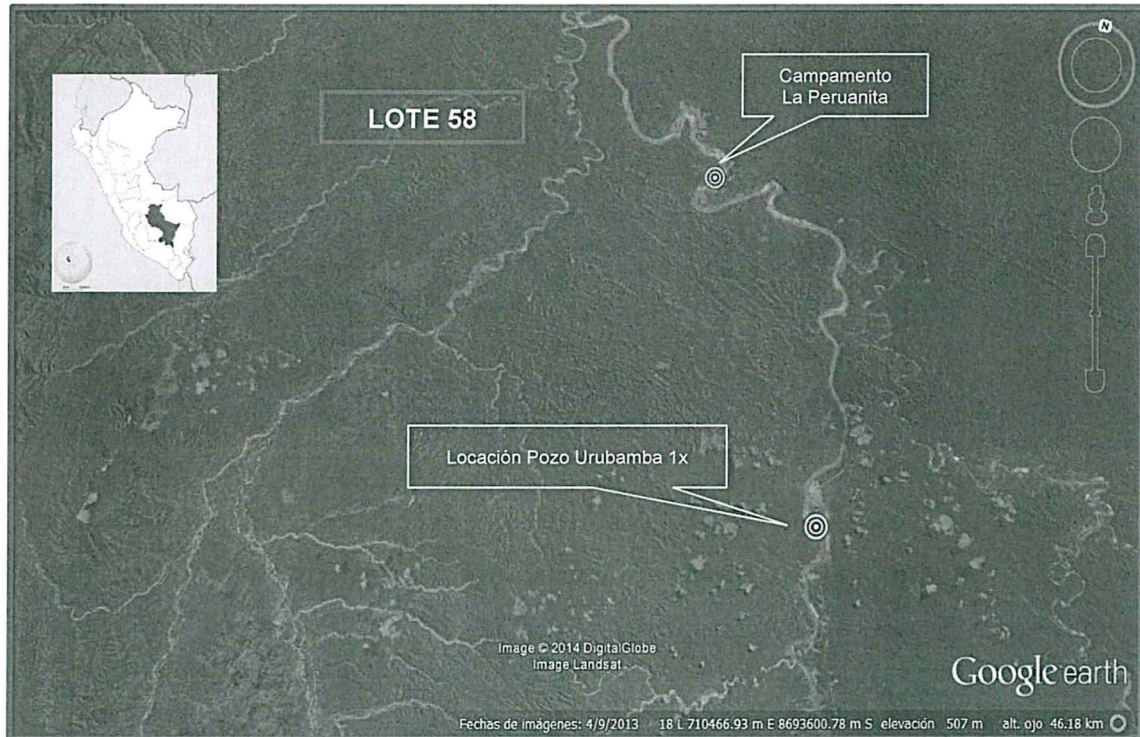 N
LOTE 58
Campamento
La Peruanita
Locación Pozo Urubamba 1x
Image © 2014 DigitalGlobe
Image Landsat
Google earth
Fechas de imágenes: 4/9/2013 18 L 710466.93 m E 8693600.78 m S elevación 507 m alt. ojo 46.18 km